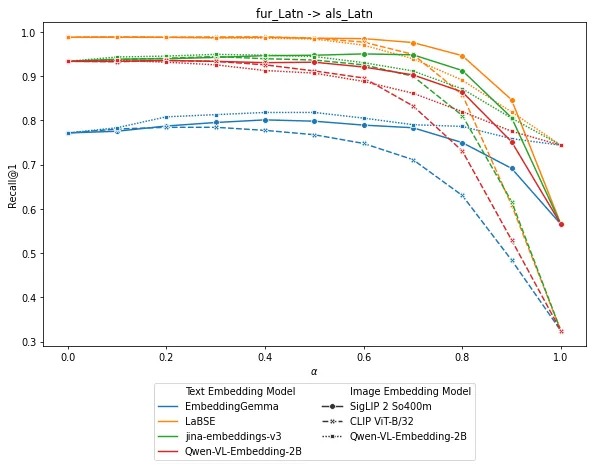 fur_Latn -> als_Latn
Recall@1
1.0
0.9
0.8
0.7
0.6
0.5
0.4
0.3
0.0 0.2 0.4 0.6 0.8 1.0
α
Text Embedding Model
EmbeddingGemma
LaBSE
jina-embeddings-v3
Qwen-VL-Embedding-2B
Image Embedding Model
SigLIP 2 So400m
CLIP ViT-B/32
Qwen-VL-Embedding-2B